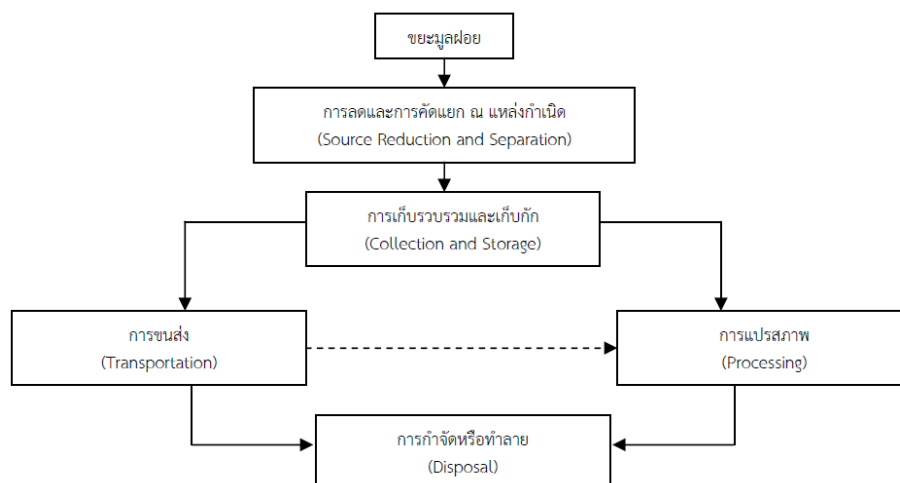 ขยะมูลฝอย
การลดและการคัดแยก ณ แหล่งกำเนิด
(Source Reduction and Separation)
การเก็บรวบรวมและเก็บกัก
(Collection and Storage)
การขนส่ง
(Transportation)
การแปรสภาพ
(Processing)
การกำจัดหรือทำลาย
(Disposal)